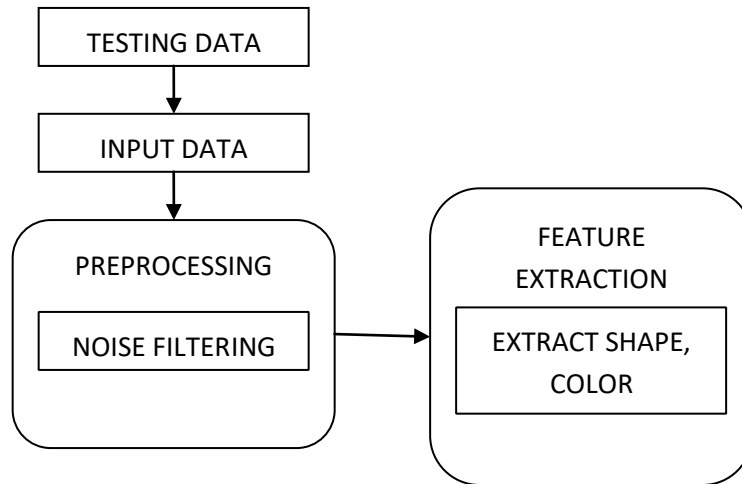 TESTING DATA
INPUT DATA
PREPROCESSING
NOISE FILTERING
FEATURE
EXTRACTION
EXTRACT SHAPE,
COLOR